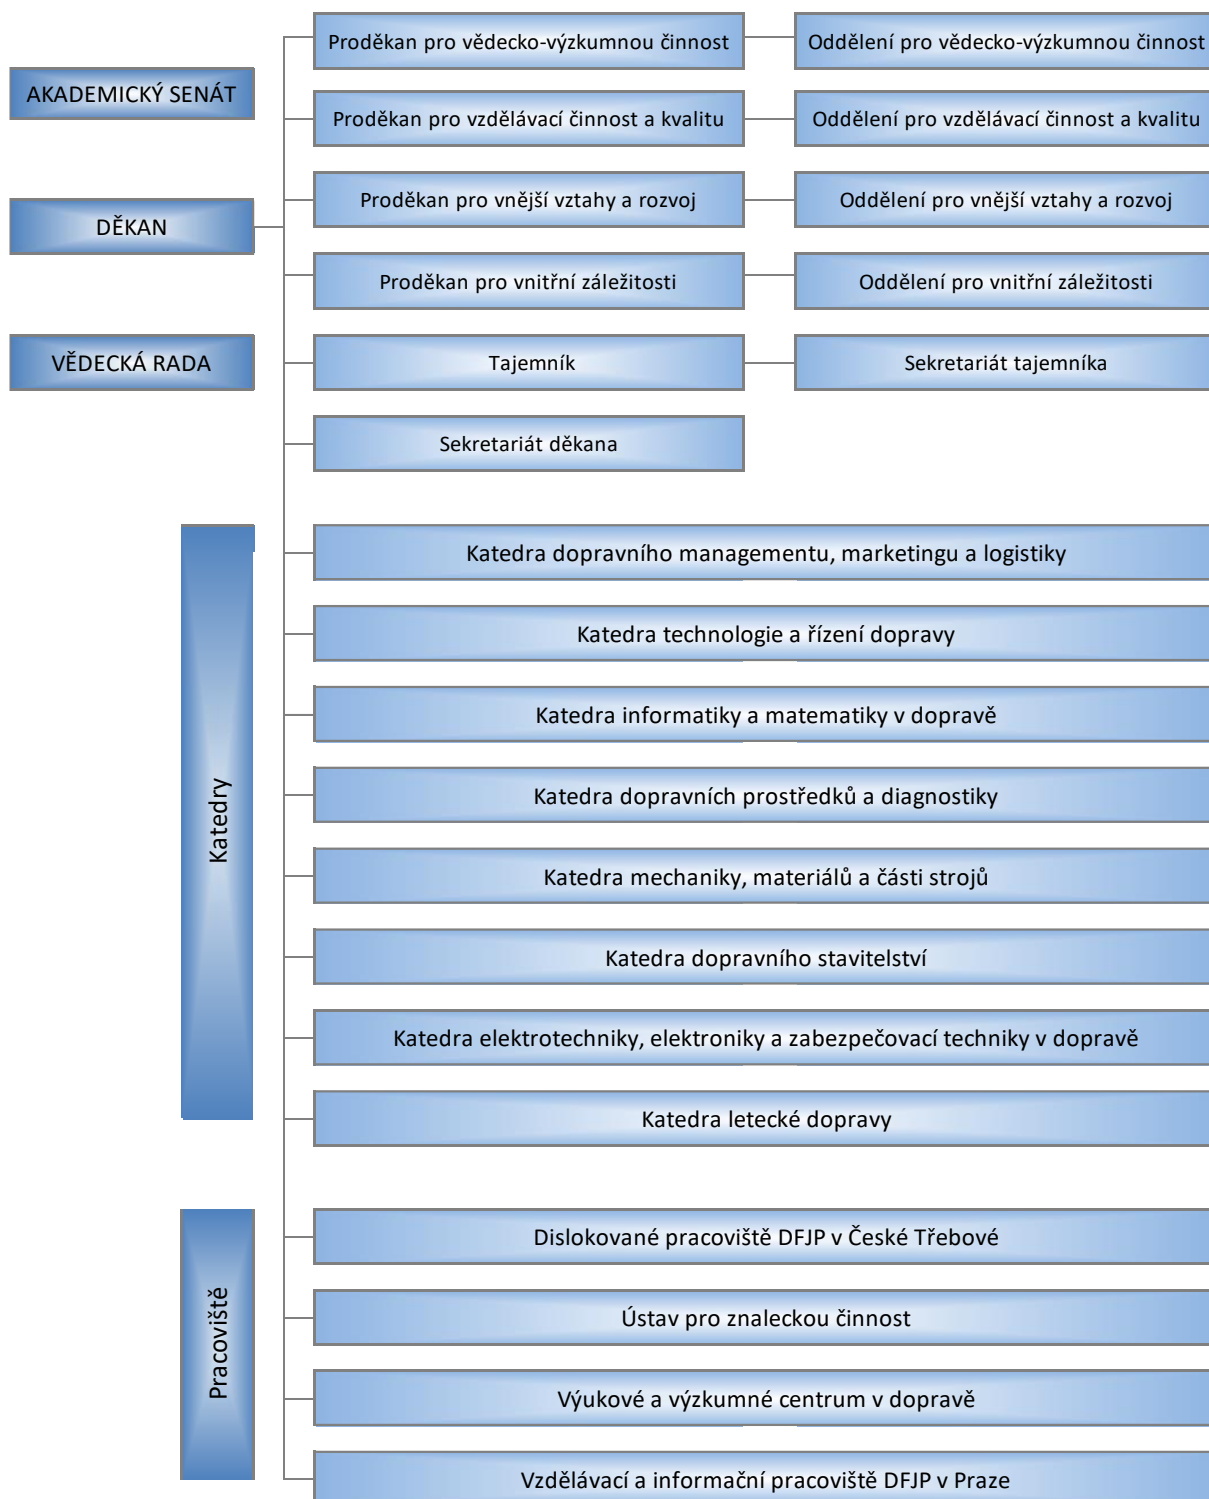 Proděkan pro vědecko-výzkumnou činnost
Oddělení pro vědecko-výzkumnou činnost
AKADEMICKÝ SENÁT
Proděkan pro vzdělávací činnost a kvalitu
Oddělení pro vzdělávací činnost a kvalitu
Proděkan pro vnější vztahy a rozvoj
Oddělení pro vnější vztahy a rozvoj
DĚKAN
Proděkan pro vnitřní záležitosti
Oddělení pro vnitřní záležitosti
VĚDECKÁ RADA
Tajemník
Sekretariát tajemníka
Sekretariát děkana
Katedry
Katedra dopravního managementu, marketingu a logistiky
Katedra technologie a řízení dopravy
Katedra informatiky a matematiky v dopravě
Katedra dopravních prostředků a diagnostiky
Katedra mechaniky, materiálů a části strojů
Katedra dopravního stavitelství
Katedra elektrotechniky, elektroniky a zabezpečovací techniky v dopravě
Katedra letecké dopravy
Pracoviště
Dislokované pracoviště DFJP v České Třebové
Ústav pro znaleckou činnost
Výukové a výzkumné centrum v dopravě
Vzdělávací a informační pracoviště DFJP v Praze